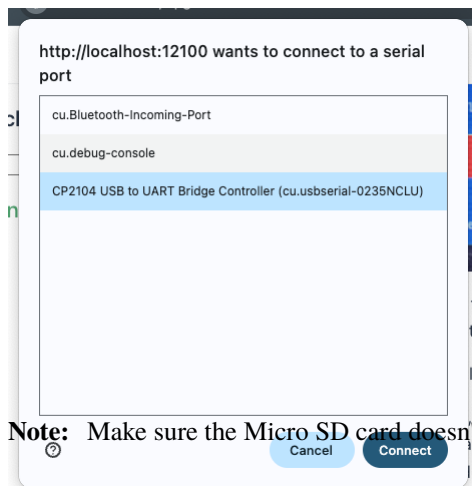 http://localhost:12100 wants to connect to a serial
port
cu.Bluetooth-Incoming-Port
cu.debug-console
CP2104 USB to UART Bridge Controller (cu.usbserial-0235NCLU)
Note: Make sure the Micro SD card doesn
Cancel
Connect